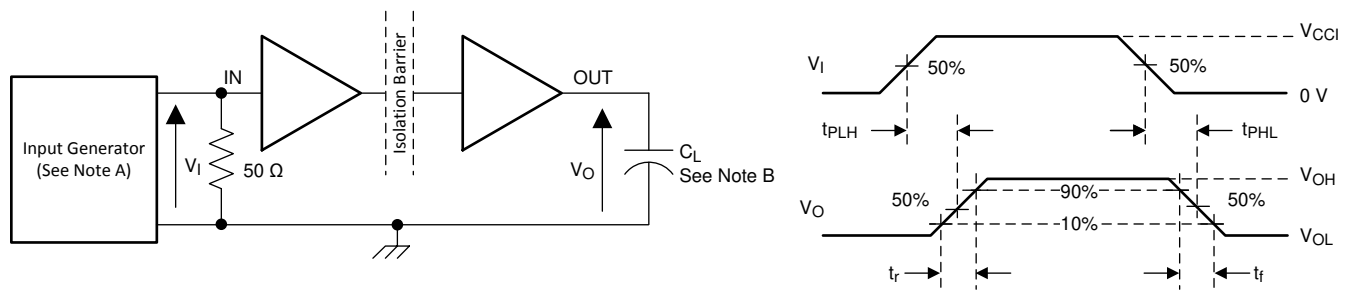 Input Generator
(See Note A)
VI
IN
50 Ω
Isolation Barrier
OUT
VO
CL
See Note B
VI
50%
50%
VCCI
0 V
tPLH
tPHL
VO
50%
90%
50%
10%
VOH
VOL
tr
tf